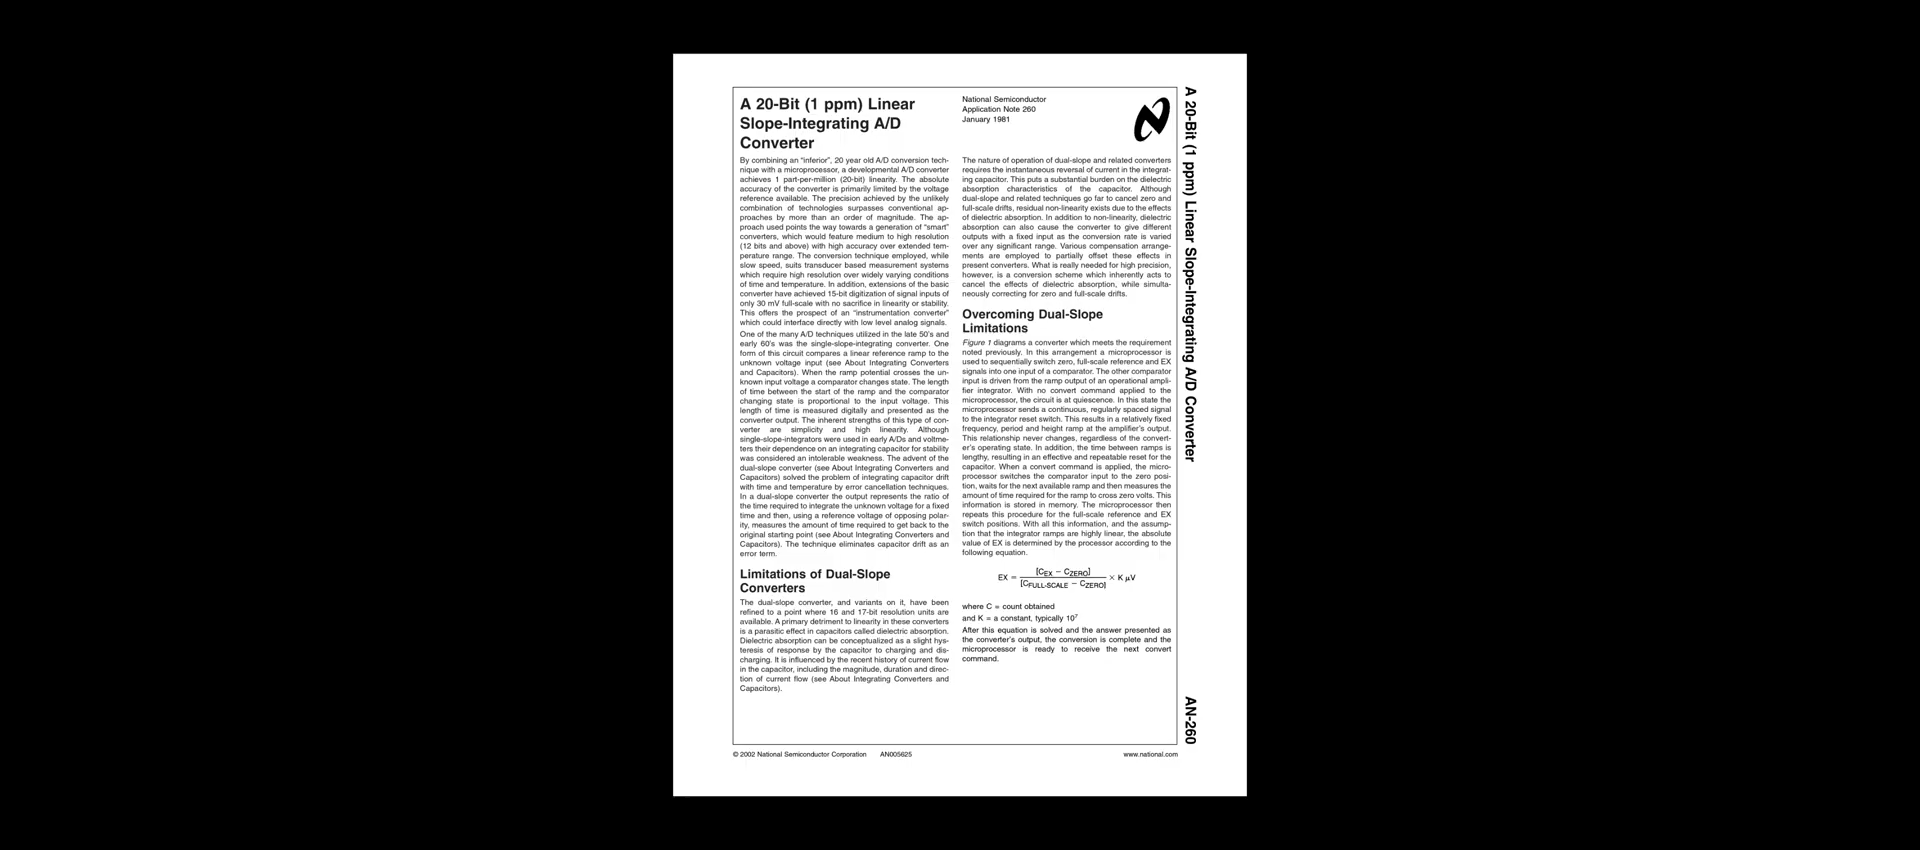 A 20-Bit (1 ppm) Linear
Slope-Integrating A/D
Converter
National Semiconductor
Application Note 260
January 1981
By combining an “inferior”, 20 year old A/D conversion tech-
nique with a microprocessor, a developmental A/D converter
achieves 1 part-per-million (20-bit) linearity. The absolute
accuracy of the converter is primarily limited by the voltage
reference available. The precision achieved by the unlikely
combination of technologies surpasses conventional ap-
proaches by more than an order of magnitude. The ap-
proach used points the way towards a generation of “smart”
converters, which would feature medium to high resolution
(12 bits and above) with high accuracy over extended tem-
perature range. The conversion technique employed, while
slow speed, suits transducer based measurement systems
which require high resolution over widely varying conditions
of time and temperature. In addition, extensions of the basic
converter have achieved 15-bit digitization of signal inputs of
only 30 mV full-scale with no sacrifice in linearity or stability.
This offers the prospect of an “instrumentation converter”
which could interface directly with low level analog signals.
One of the many A/D techniques utilized in the late 50’s and
early 60’s was the single-slope-integrating converter. One
form of this circuit compares a linear reference ramp to the
unknown voltage input (see About Integrating Converters
and Capacitors). When the ramp potential crosses the un-
known input voltage a comparator changes state. The length
of time between the start of the ramp and the comparator
changing state is proportional to the input voltage. This
length of time is measured digitally and presented as the
converter output. The inherent strengths of this type of con-
verter are simplicity and high linearity. Although
single-slope-integrators were used in early A/Ds and voltme-
ters their dependence on an integrating capacitor for stability
was considered an intolerable weakness. The advent of the
dual-slope converter (see About Integrating Converters and
Capacitors) solved the problem of integrating capacitor drift
with time and temperature by error cancellation techniques.
In a dual-slope converter the output represents the ratio of
the time required to integrate the unknown voltage for a fixed
time and then, using a reference voltage of opposing polar-
ity, measures the amount of time required to get back to the
original starting point (see About Integrating Converters and
Capacitors). The technique eliminates capacitor drift as an
error term.
Limitations of Dual-Slope
Converters
The dual-slope converter, and variants on it, have been
refined to a point where 16 and 17-bit resolution units are
available. A primary detriment to linearity in these converters
is a parasitic effect in capacitors called dielectric absorption.
Dielectric absorption can be conceptualized as a slight hys-
teresis of response by the capacitor to charging and dis-
charging. It is influenced by the recent history of current flow
in the capacitor, including the magnitude, duration and direc-
tion of current flow (see About Integrating Converters and
Capacitors).
The nature of operation of dual-slope and related converters
requires the instantaneous reversal of current in the integrat-
ing capacitor. This puts a substantial burden on the dielectric
absorption characteristics of the capacitor. Although
dual-slope and related techniques go far to cancel zero and
full-scale drifts, residual non-linearity exists due to the effects
of dielectric absorption. In addition to non-linearity, dielectric
absorption can also cause the converter to give different
outputs with a fixed input as the conversion rate is varied
over any significant range. Various compensation arrange-
ments are employed to partially offset these effects in
present converters. What is really needed for high precision,
however, is a conversion scheme which inherently acts to
cancel the effects of dielectric absorption, while simulta-
neously correcting for zero and full-scale drifts.
Overcoming Dual-Slope
Limitations
Figure 1 diagrams a converter which meets the requirement
noted previously. In this arrangement a microprocessor is
used to sequentially switch zero, full-scale reference and EX
signals into one input of a comparator. The other comparator
input is driven from the ramp output of an operational ampli-
fier integrator. With no convert command applied to the
microprocessor, the circuit is at quiescence. In this state the
microprocessor sends a continuous, regularly spaced signal
to the integrator reset switch. This results in a relatively fixed
frequency, period and height ramp at the amplifier’s output.
This relationship never changes, regardless of the convert-
er’s operating state. In addition, the time between ramps is
lengthy, resulting in an effective and repeatable reset for the
capacitor. When a convert command is applied, the micro-
processor switches the comparator input to the zero posi-
tion, waits for the next available ramp and then measures the
amount of time required for the ramp to cross zero volts. This
information is stored in memory. The microprocessor then
repeats this procedure for the full-scale reference and EX
switch positions. With all this information, and the assump-
tion that the integrator ramps are highly linear, the absolute
value of EX is determined by the processor according to the
following equation.
EX = [CEX − CZERO] / [CFULL-SCALE − CZERO] × K µV
where C = count obtained
and K = a constant, typically 10⁷
After this equation is solved and the answer presented as
the converter’s output, the conversion is complete and the
microprocessor is ready to receive the next convert
command.
A 20-Bit (1 ppm) Linear Slope-Integrating A/D Converter
AN-260
© 2002 National Semiconductor Corporation AN005625
www.national.com